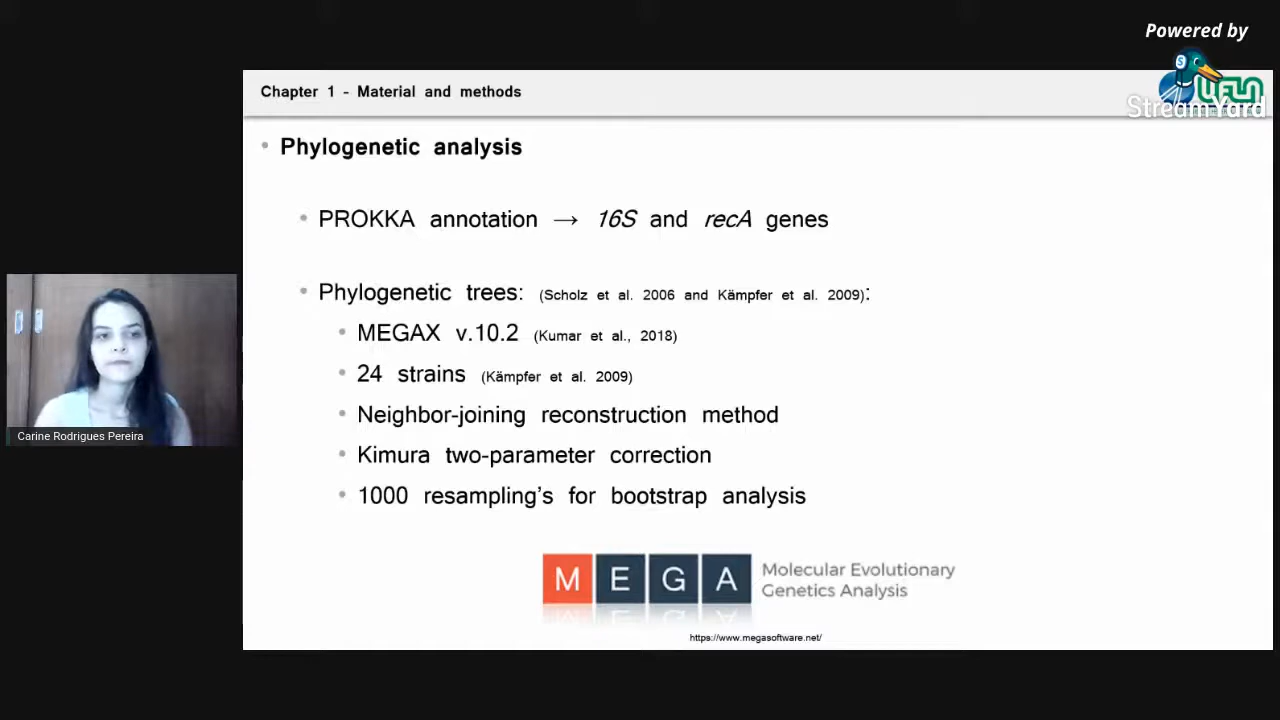 Powered by
StreamYard
Chapter 1 - Material and methods
Phylogenetic analysis
PROKKA annotation → 16S and recA genes
Phylogenetic trees: (Scholz et al. 2006 and Kämpfer et al. 2009):
MEGAX v.10.2 (Kumar et al., 2018)
24 strains (Kämpfer et al. 2009)
Neighbor-joining reconstruction method
Kimura two-parameter correction
1000 resampling's for bootstrap analysis
MEGA Molecular Evolutionary
Genetics Analysis
https://www.megasoftware.net/
Carine Rodrigues Pereira